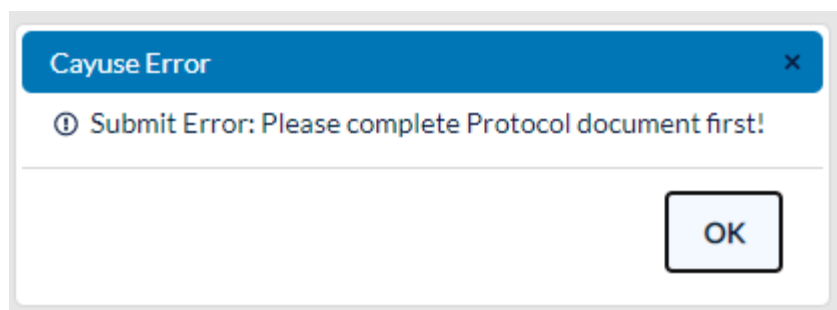 Cayuse Error
Submit Error: Please complete Protocol document first!
OK